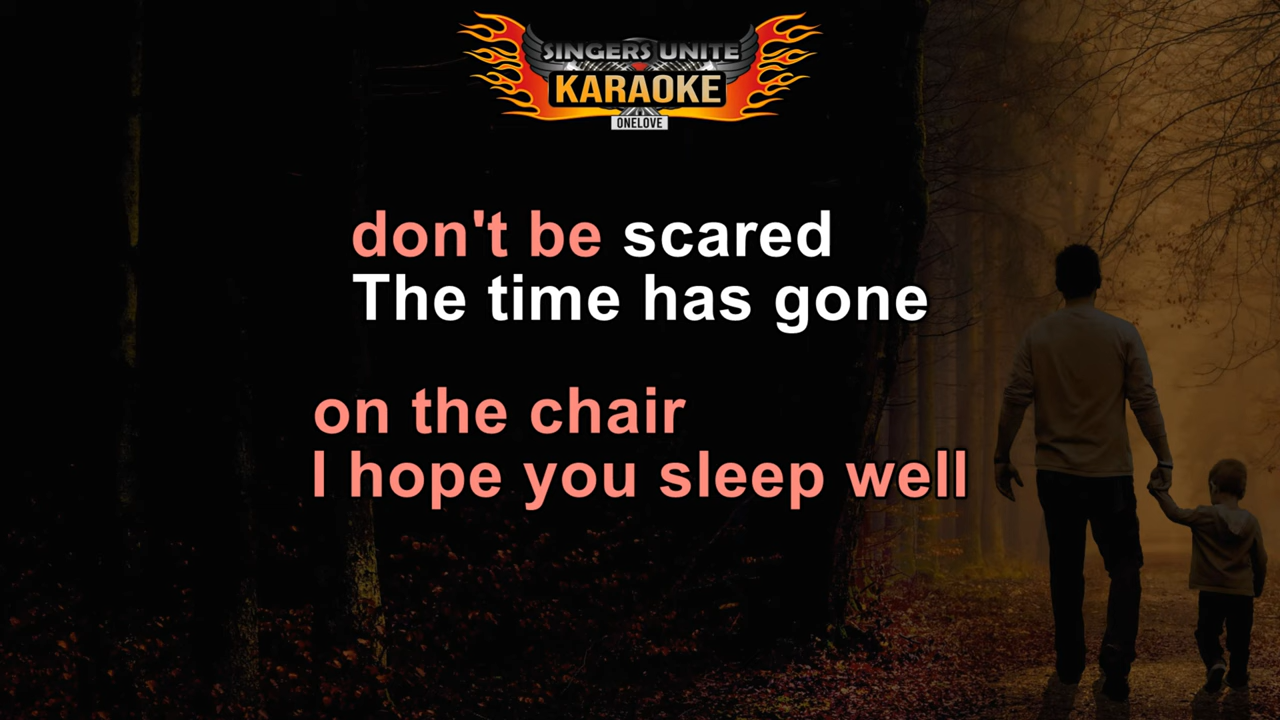 SINGERS UNITE
KARAOKE
ONELOVE
don't be scared
The time has gone
on the chair
I hope you sleep well